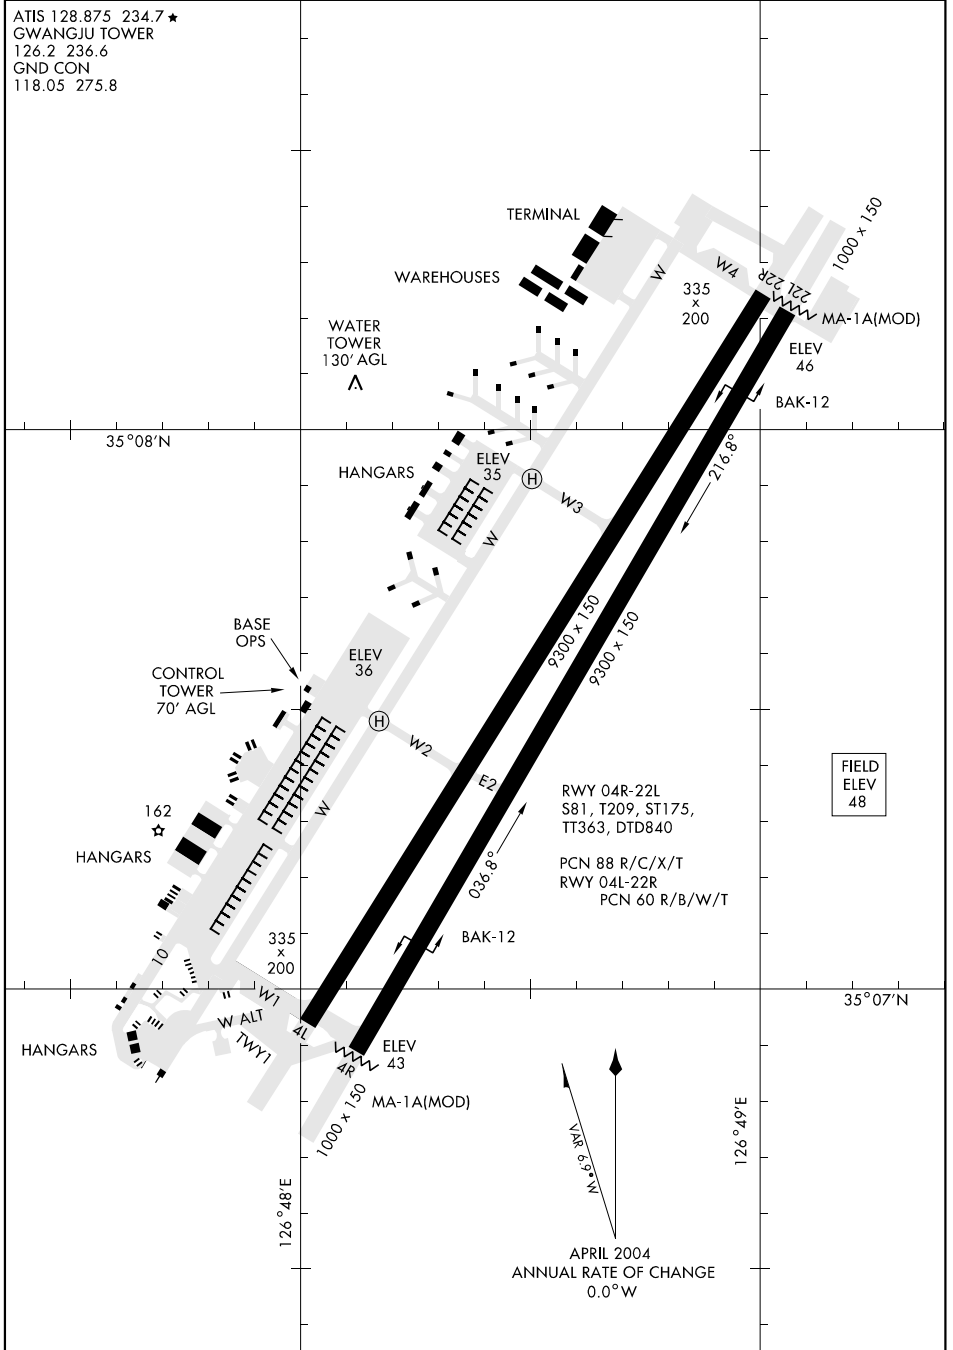 ATIS 128.875 234.7 ★
GWANGJU TOWER
126.2 236.6
GND CON
118.05 275.8
TERMINAL
1000 x 150
WAREHOUSES
W
W4
22R
22L
335
x
200
MA-1A(MOD)
WATER
TOWER
130' AGL
ELEV
46
BAK-12
35°08'N
216.8°
HANGARS
ELEV
35
H
W3
W
9300 x 150
9300 x 150
BASE
OPS
ELEV
36
CONTROL
TOWER
70' AGL
H
W2
E2
W
FIELD
ELEV
48
RWY 04R-22L
S81, T209, ST175,
TT363, DTD840
PCN 88 R/C/X/T
RWY 04L-22R
PCN 60 R/B/W/T
162
HANGARS
036.8°
BAK-12
335
x
200
10
W1
35°07'N
W ALT
TWY1
4L
4R
ELEV
43
HANGARS
MA-1A(MOD)
1000 x 150
VAR 6.9° W
126°49'E
126°48'E
APRIL 2004
ANNUAL RATE OF CHANGE
0.0°W